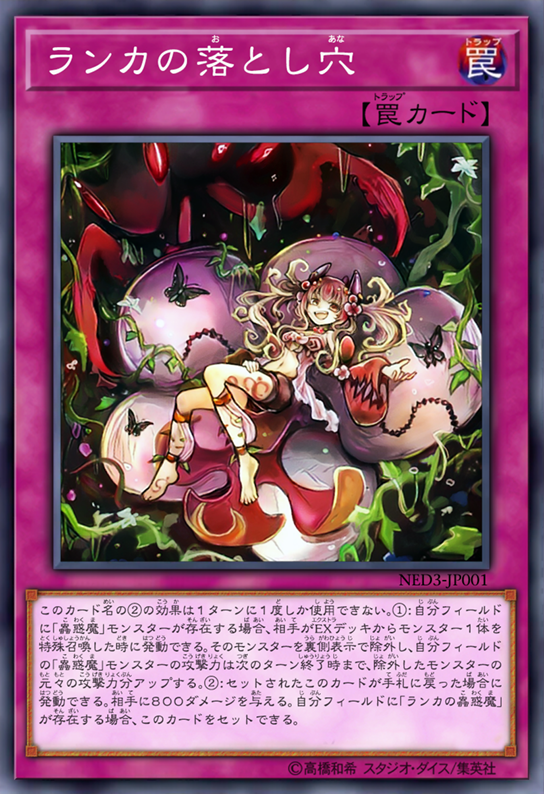 ランカの落とし穴
罠
【罠カード】
NED3-JP001
このカード名の②の効果は1ターンに1度しか使用できない。①:自分フィールド
に「蟲惑魔」モンスターが存在する場合、相手がEXデッキからモンスター1体を
特殊召喚した時に発動できる。そのモンスターを裏側表示で除外し、自分フィールド
の「蟲惑魔」モンスターの攻撃力は次のターン終了時まで、除外したモンスターの
元々の攻撃力分アップする。②:セットされたこのカードが手札に戻った場合に
発動できる。相手に800ダメージを与える。自分フィールドに「ランカの蟲惑魔」
が存在する場合、このカードをセットできる。
©高橋和希 スタジオ・ダイス/集英社